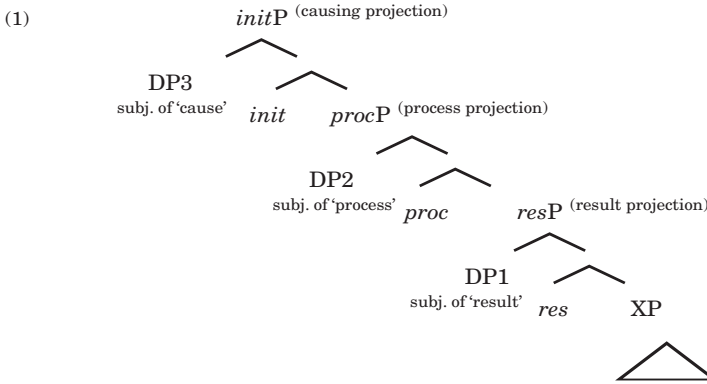 (1)
initP (causing projection)
DP3
subj. of ‘cause’
init
procP (process projection)
DP2
subj. of ‘process’
proc
resP (result projection)
DP1
subj. of ‘result’
res
XP